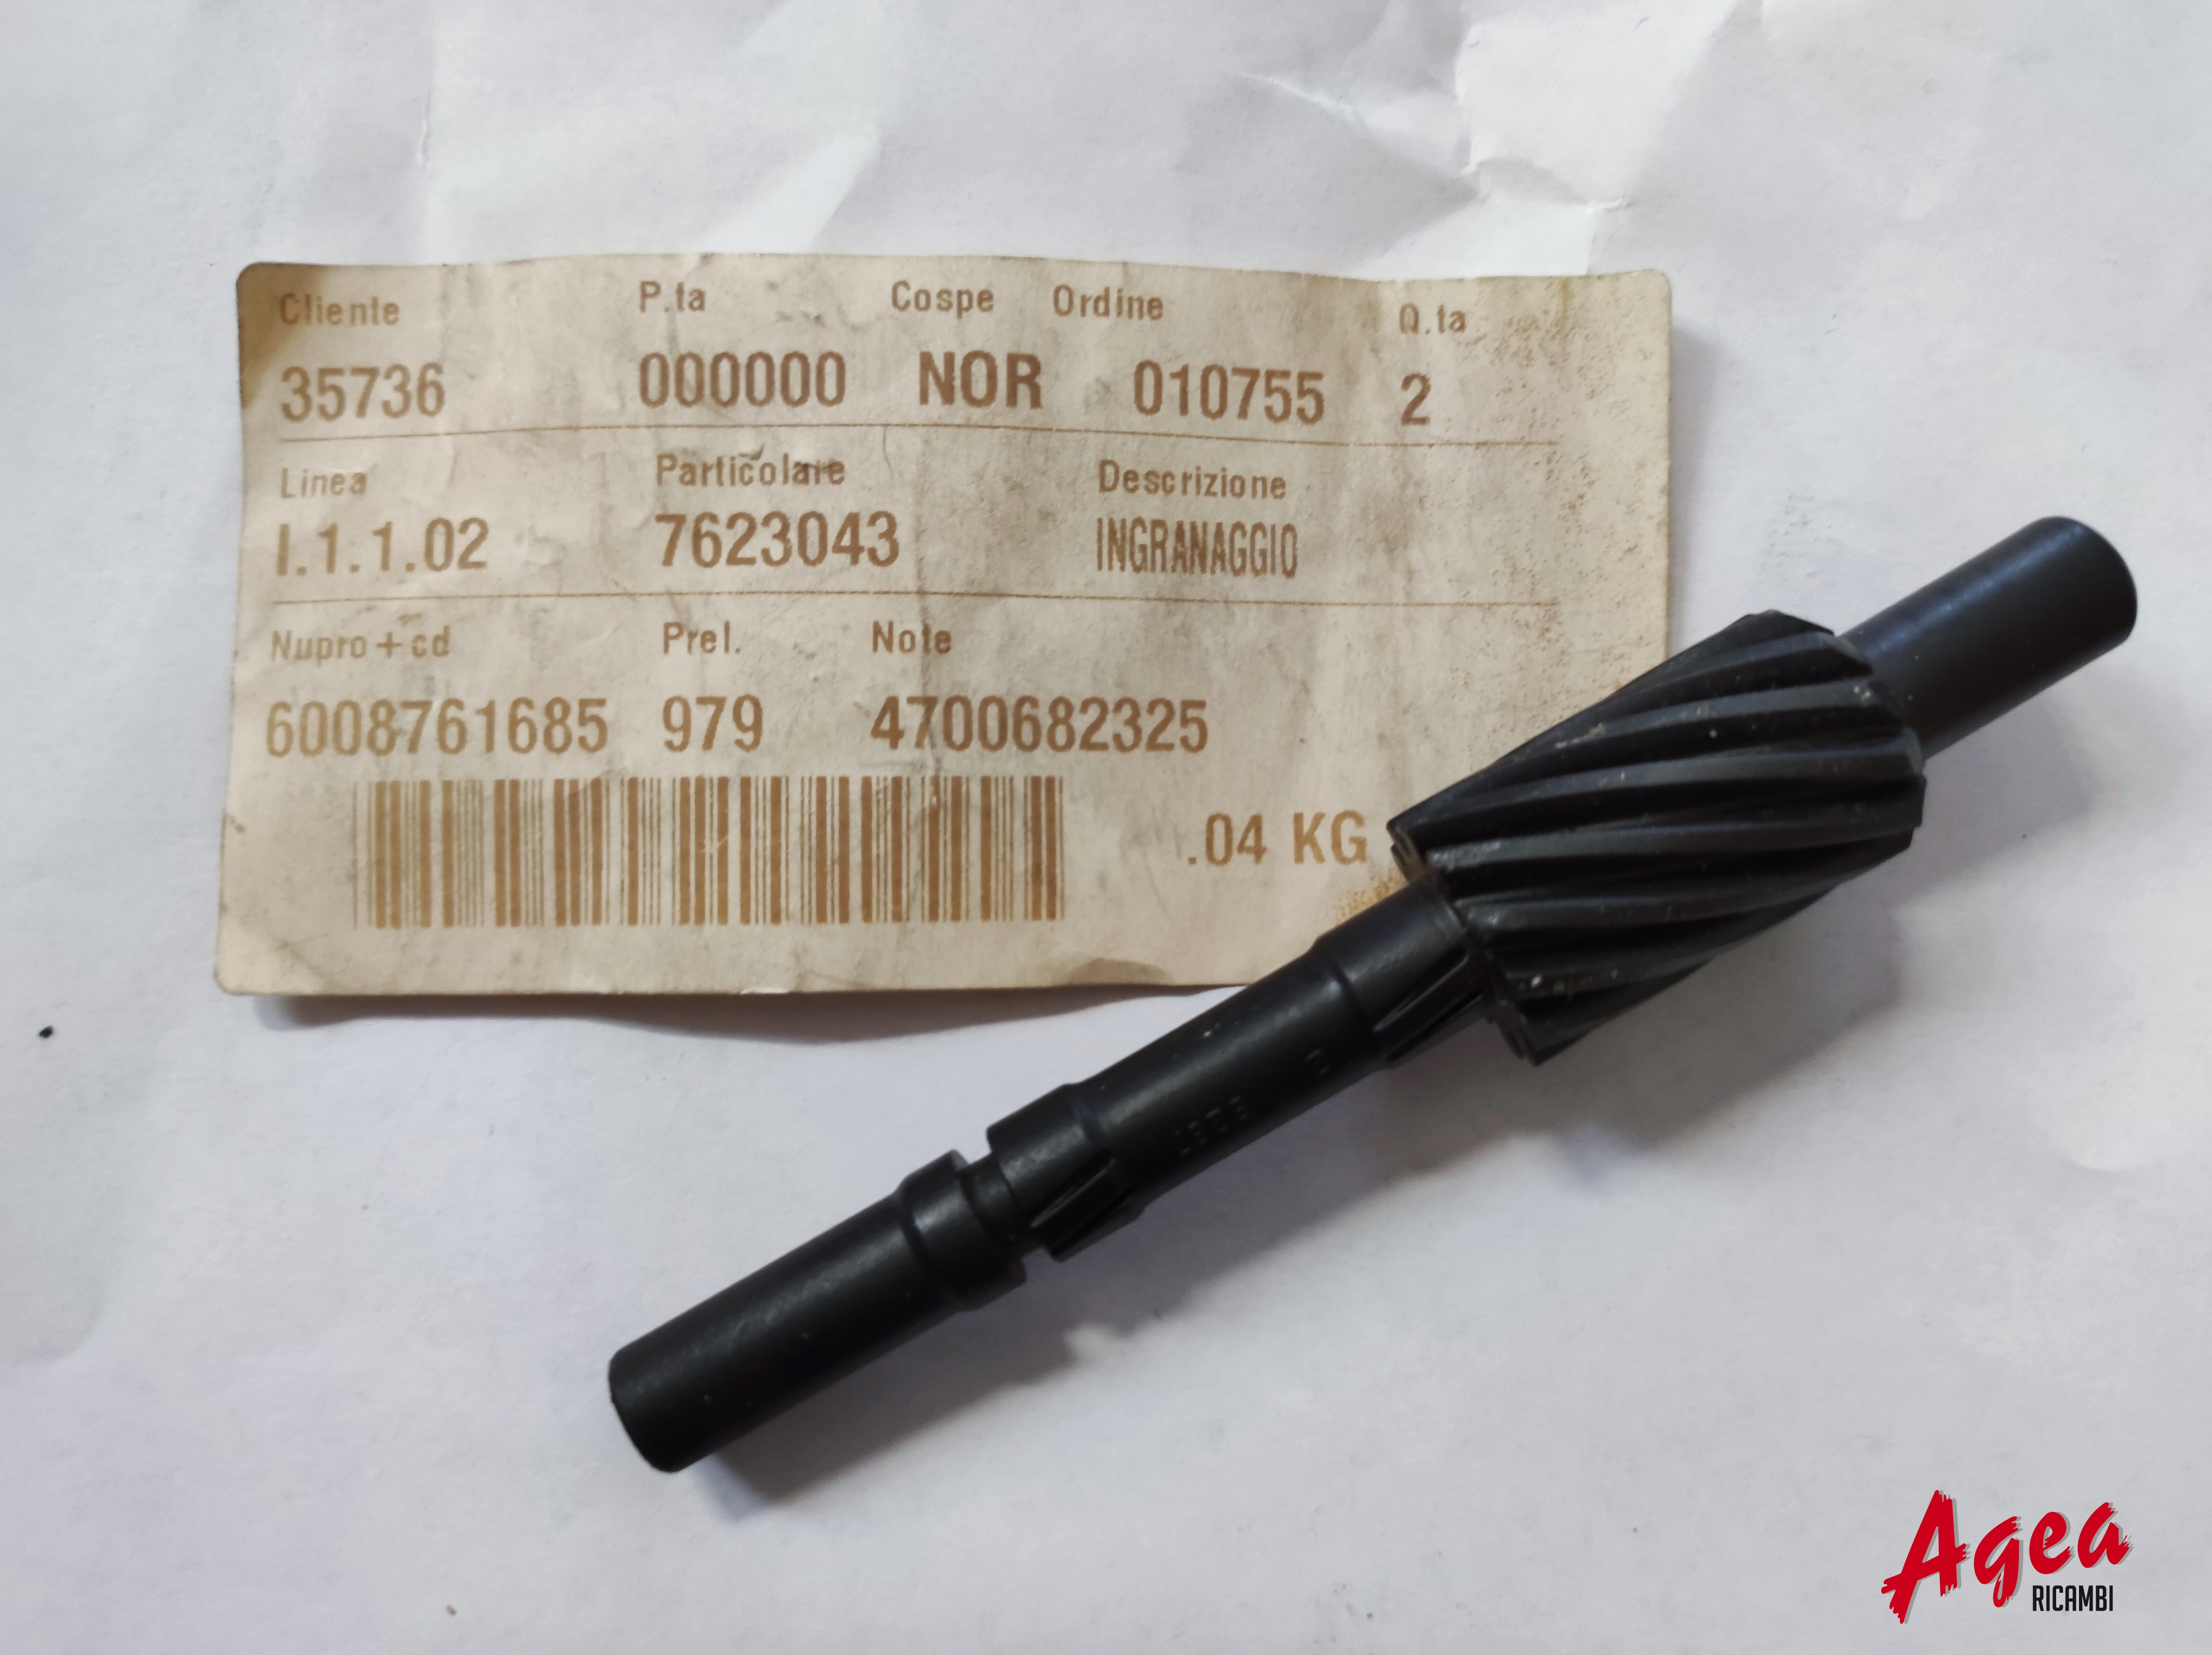 Cliente P.ta Cospe Ordine Q.ta
35736 000000 NOR 010755 2
Linea Particolare Descrizione
I.1.1.02 7623043 INGRANAGGIO
Nupro+cd Prel. Note
6008761685 979 4700682325
.04 KG
Agea
RICAMBI